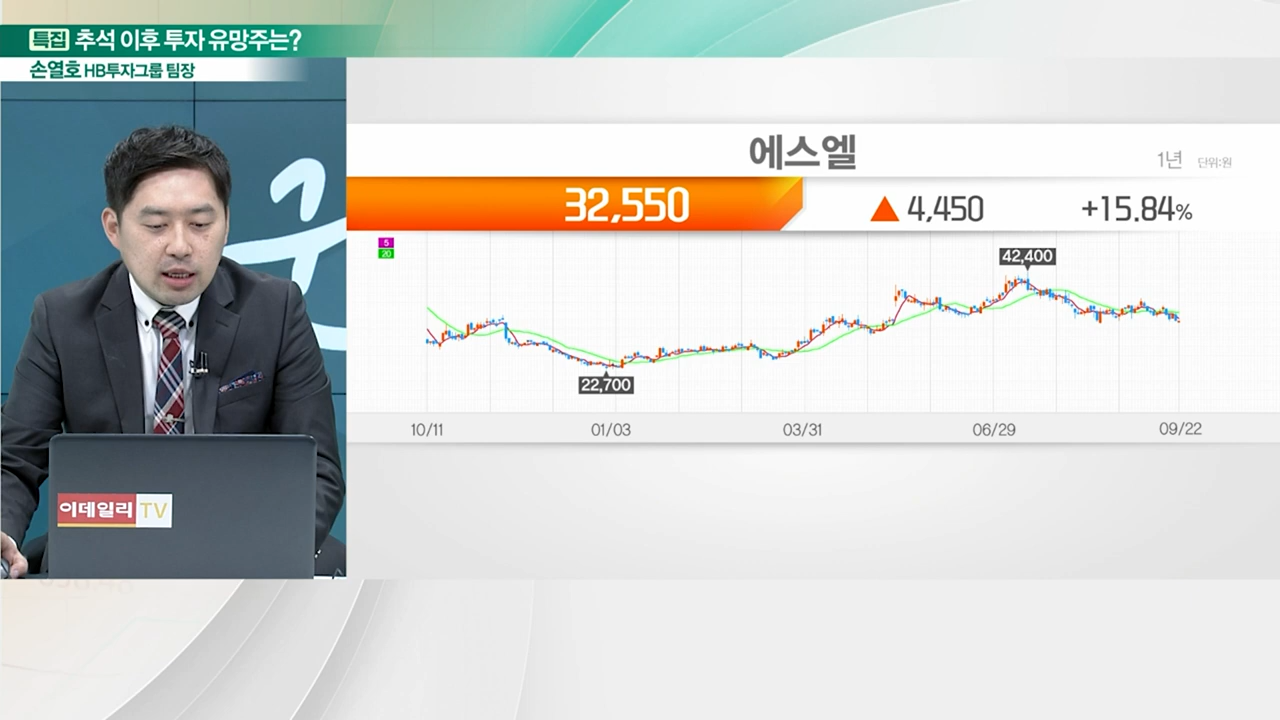 특집 추석 이후 투자 유망주는?
손열호 HB투자그룹 팀장
에스엘
1년 단위:원
32,550 ▲ 4,450 +15.84%
5
20
42,400
22,700
10/11 01/03 03/31 06/29 09/22
이데일리 TV